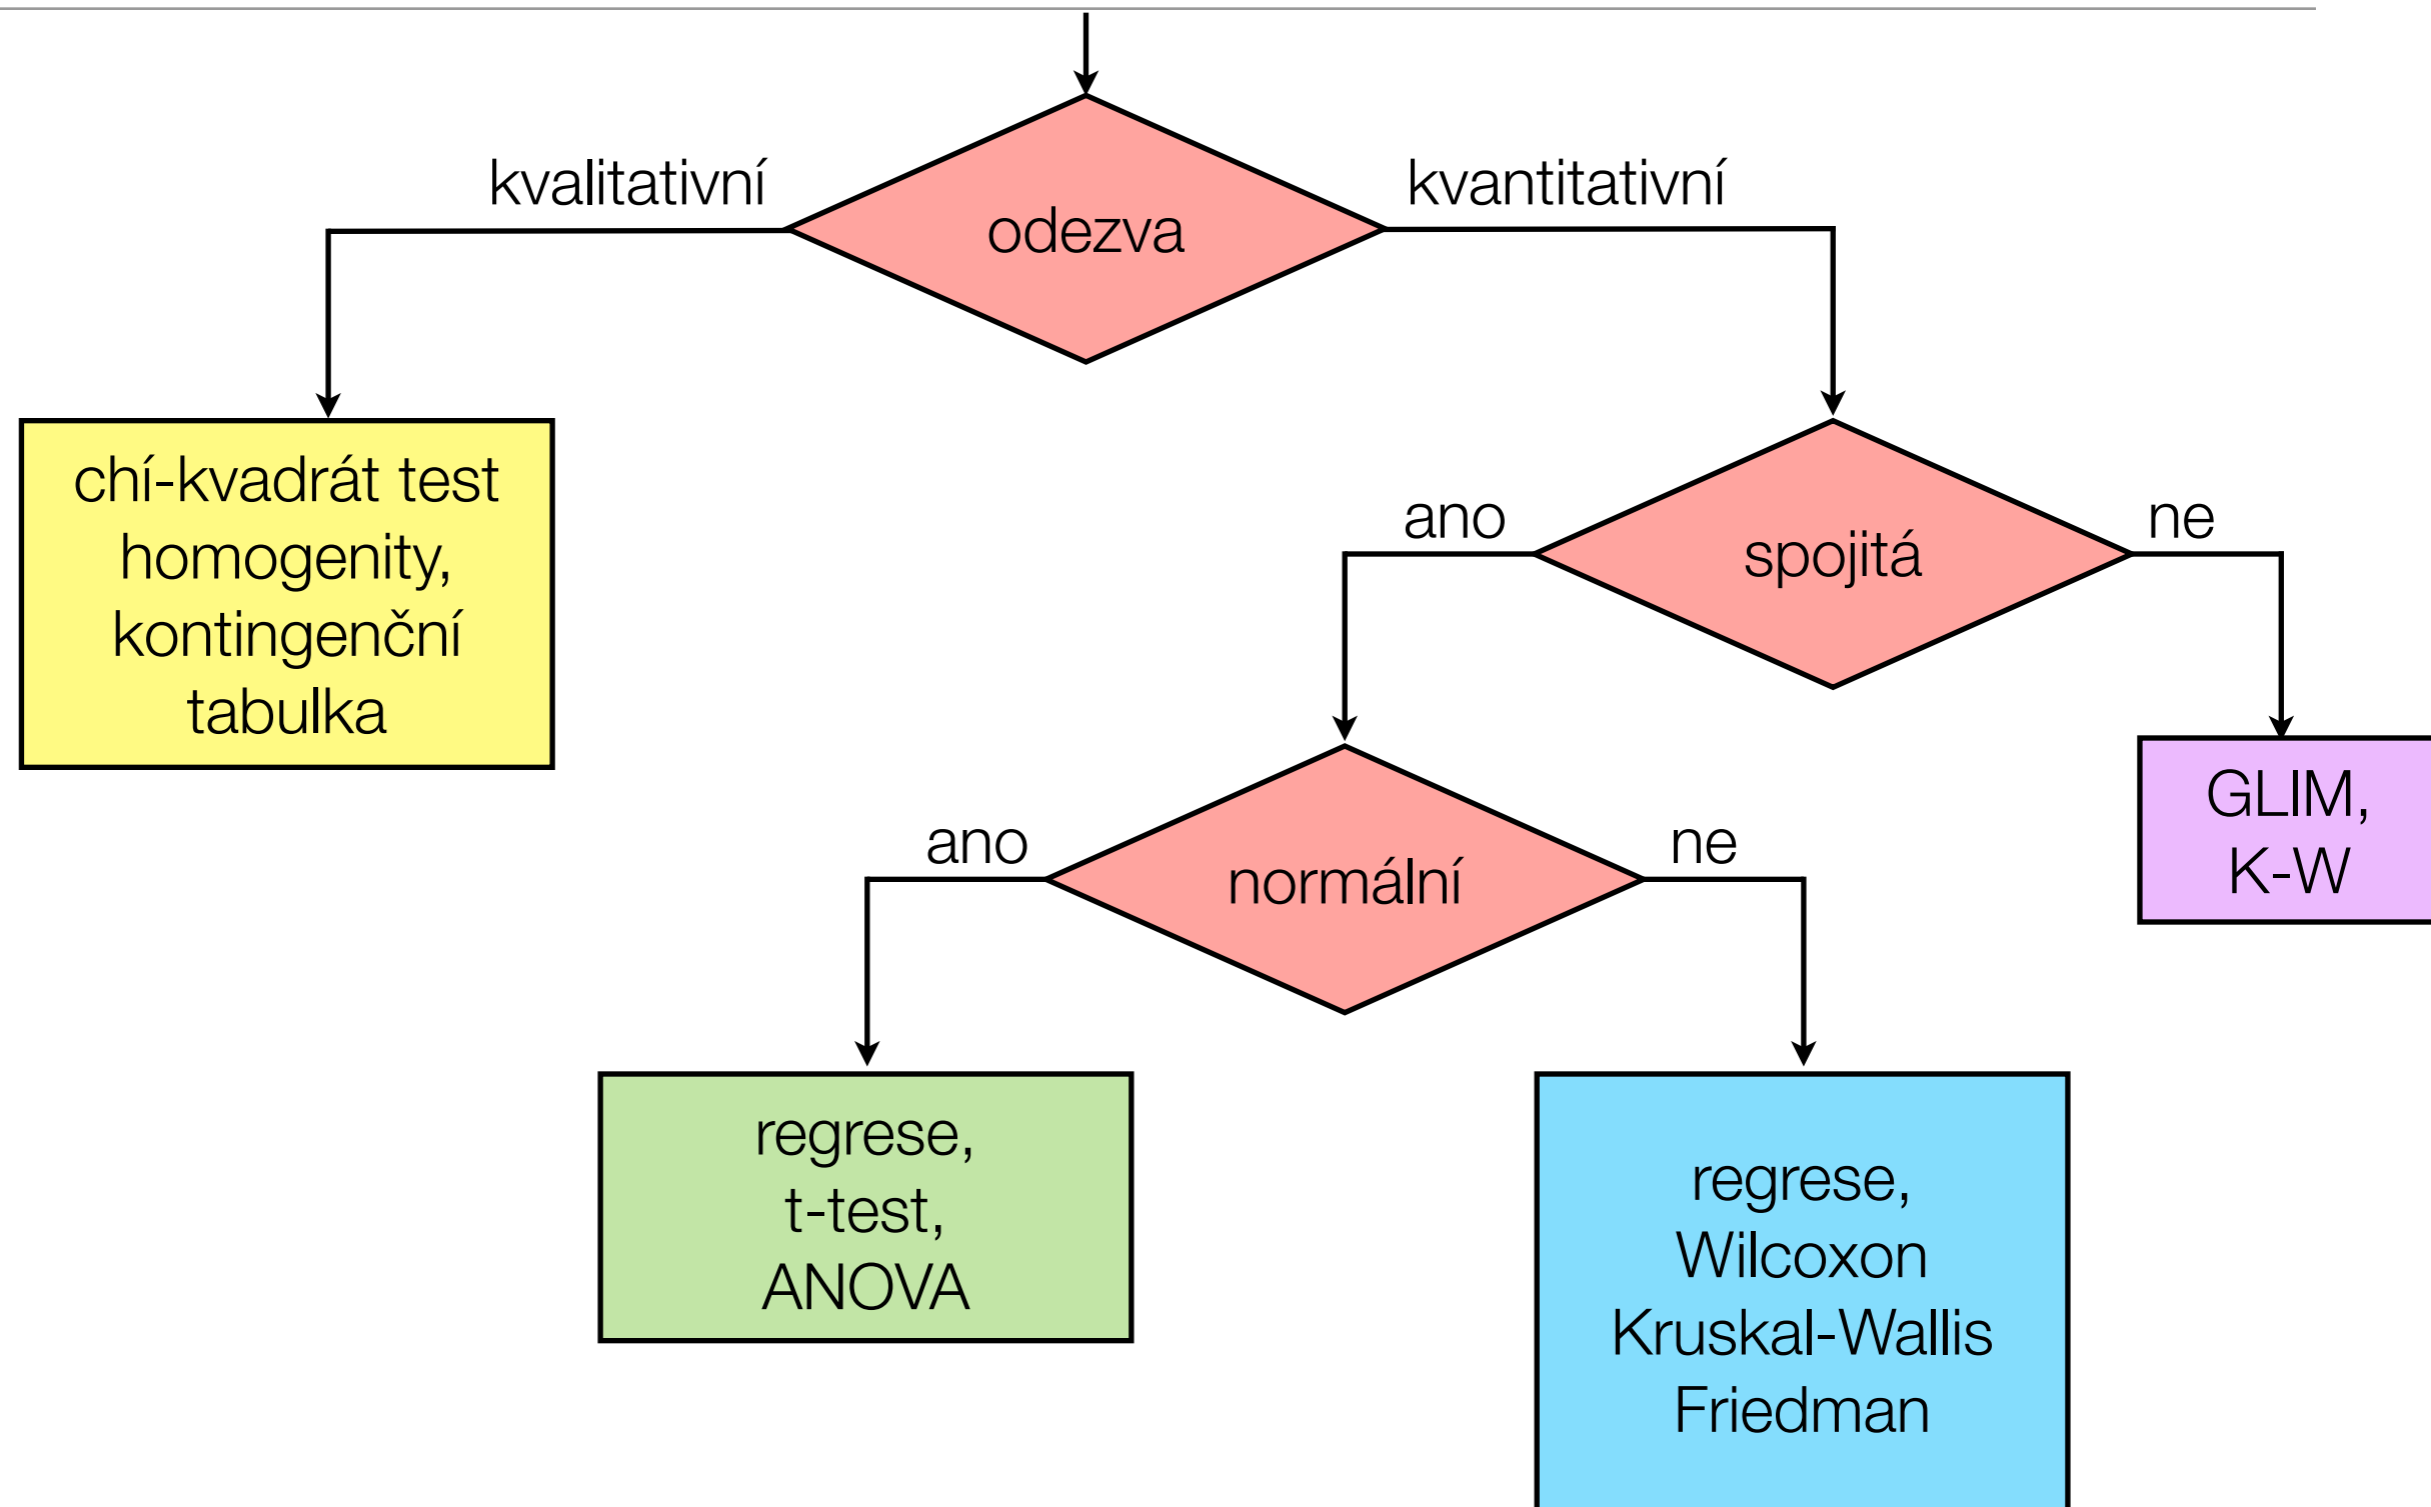 kvalitativní
kvantitativní
odezva
chí-kvadrát test
homogenity,
kontingenční
tabulka
ano
ne
spojitá
GLIM,
K-W
ano
ne
normální
regrese,
t-test,
ANOVA
regrese,
Wilcoxon
Kruskal-Wallis
Friedman